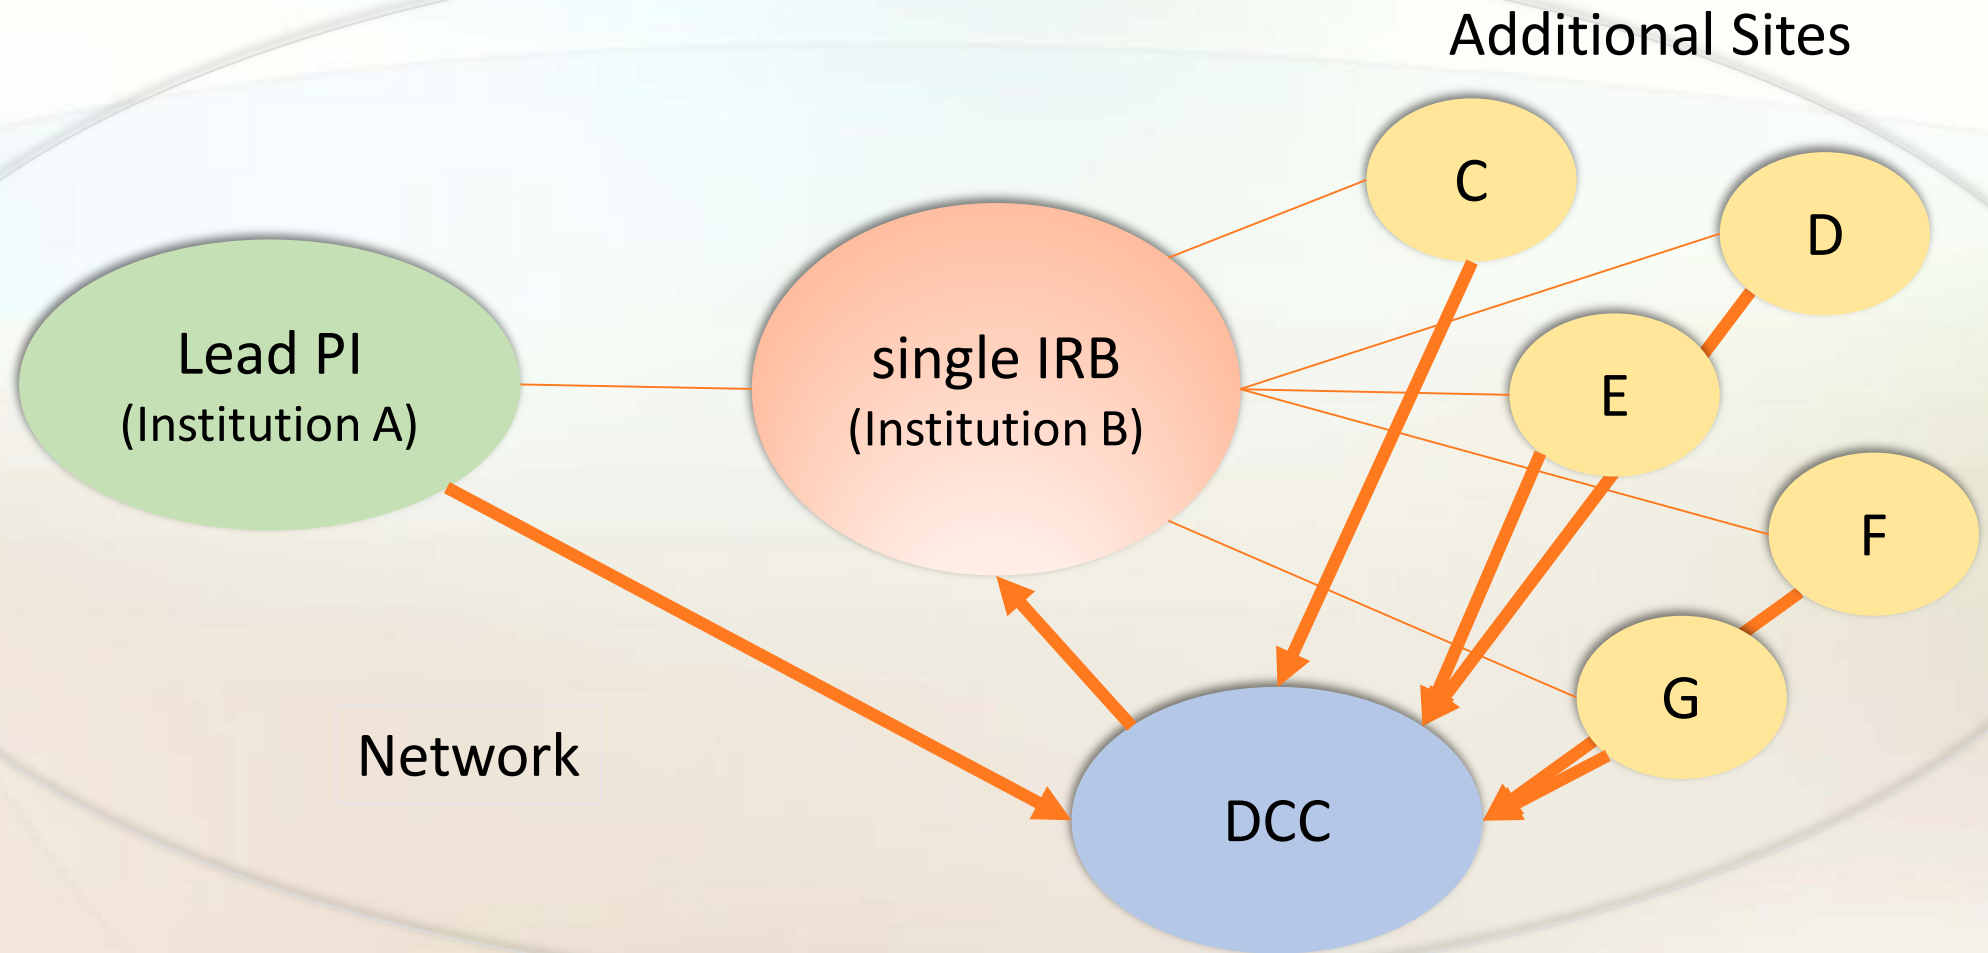 Additional Sites
C
D
Lead PI
(Institution A)
single IRB
(Institution B)
E
F
G
Network
DCC